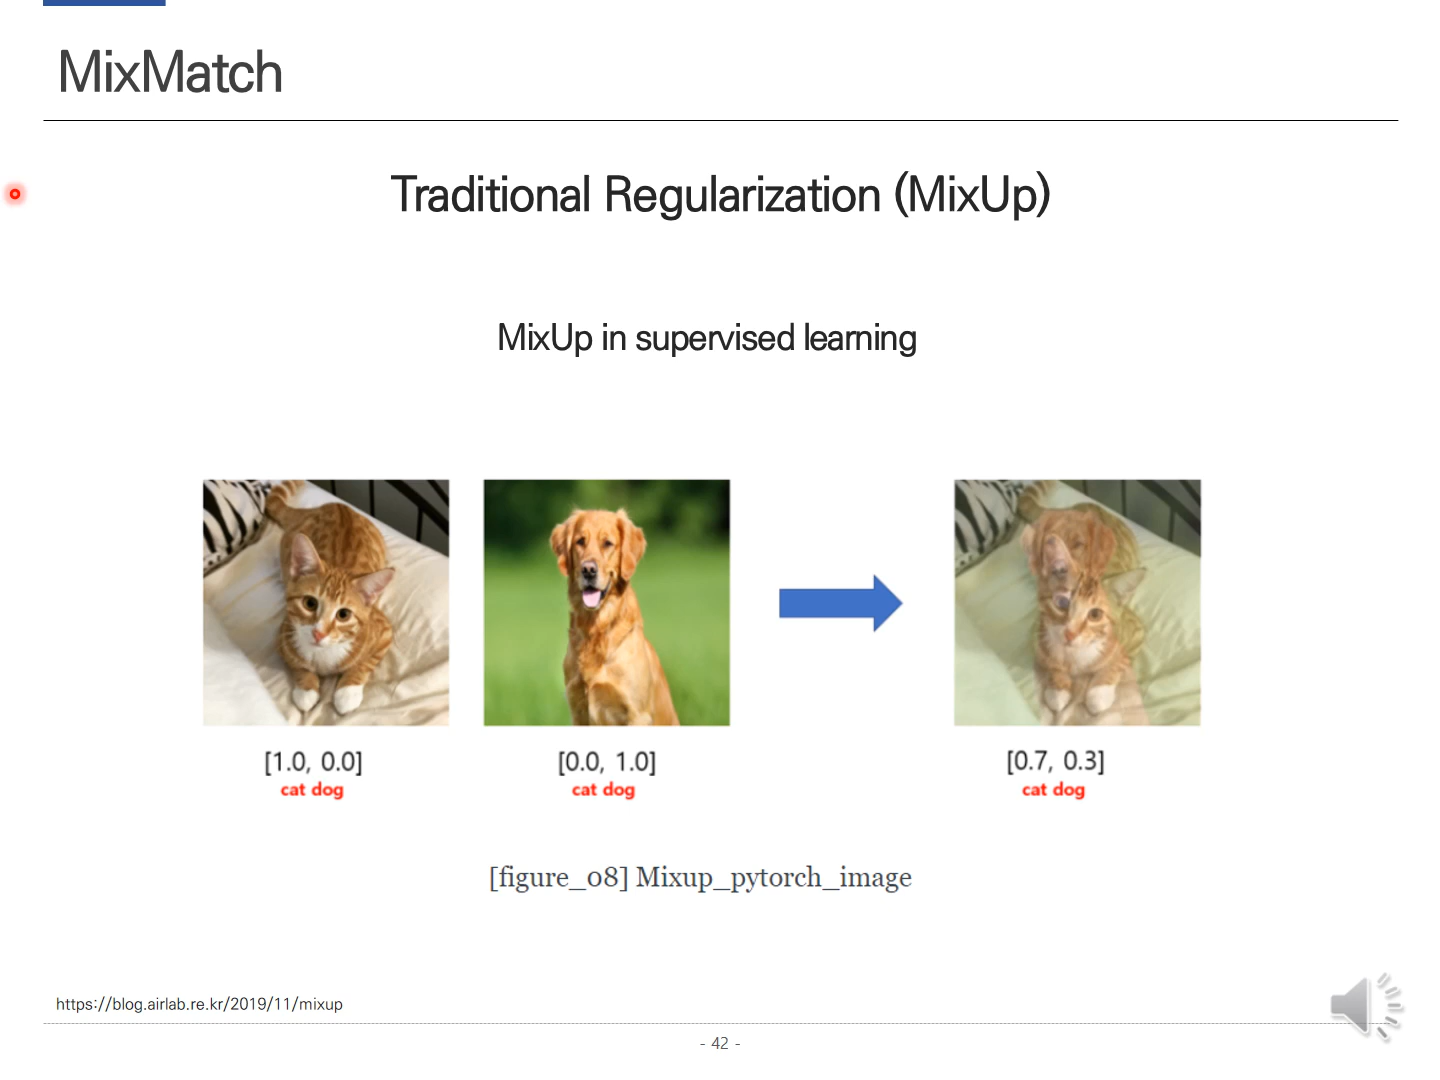 MixMatch
Traditional Regularization (MixUp)
MixUp in supervised learning
[1.0, 0.0]
cat dog
[0.0, 1.0]
cat dog
[0.7, 0.3]
cat dog
[figure_08] Mixup_pytorch_image
https://blog.airlab.re.kr/2019/11/mixup
- 42 -